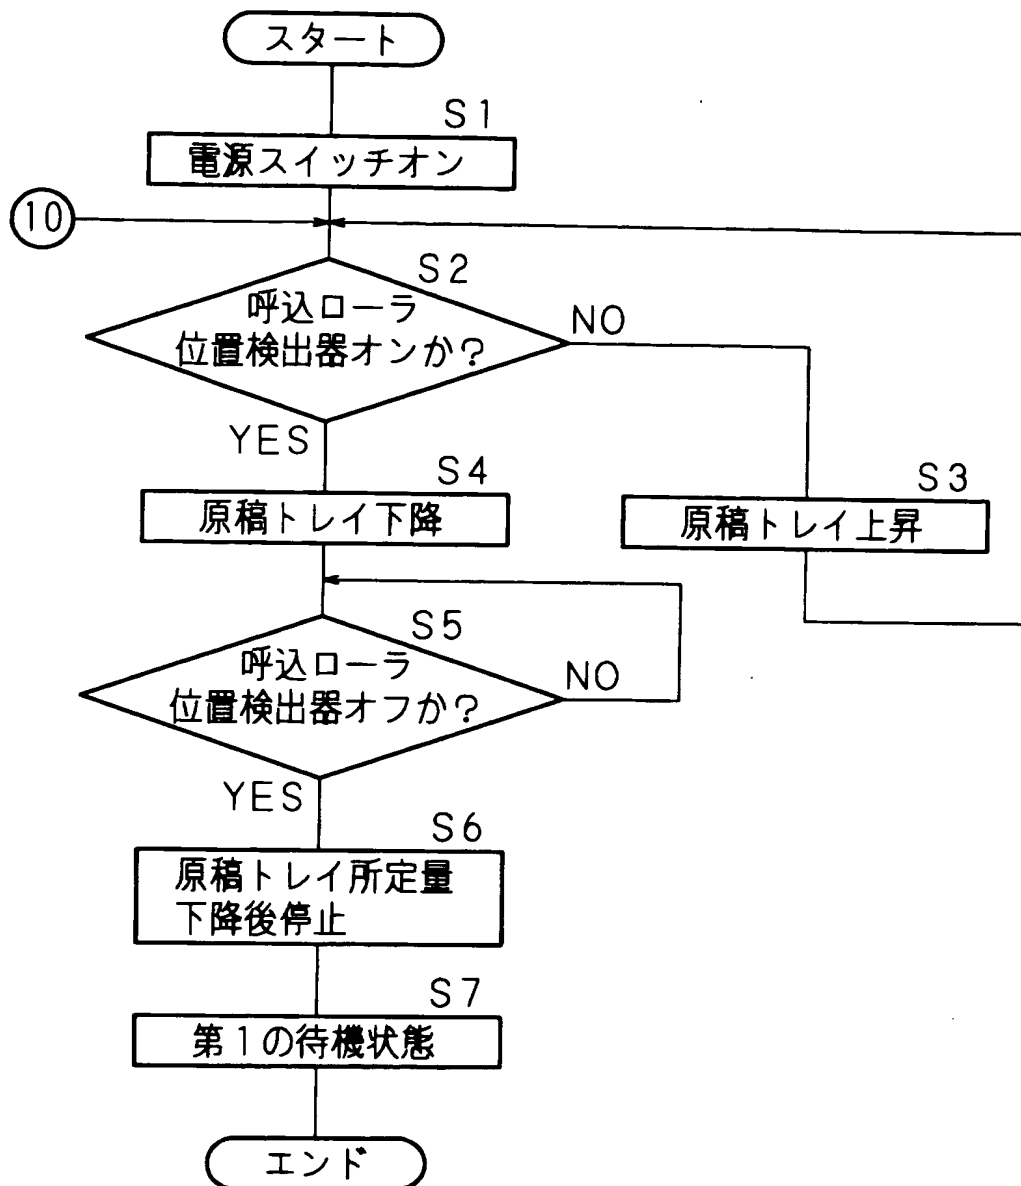 スタート
S1
電源スイッチオン
10
S2
呼込ローラ
位置検出器オンか?
NO
YES
S4
原稿トレイ下降
S3
原稿トレイ上昇
S5
呼込ローラ
位置検出器オフか?
NO
YES
S6
原稿トレイ所定量
下降後停止
S7
第1の待機状態
エンド